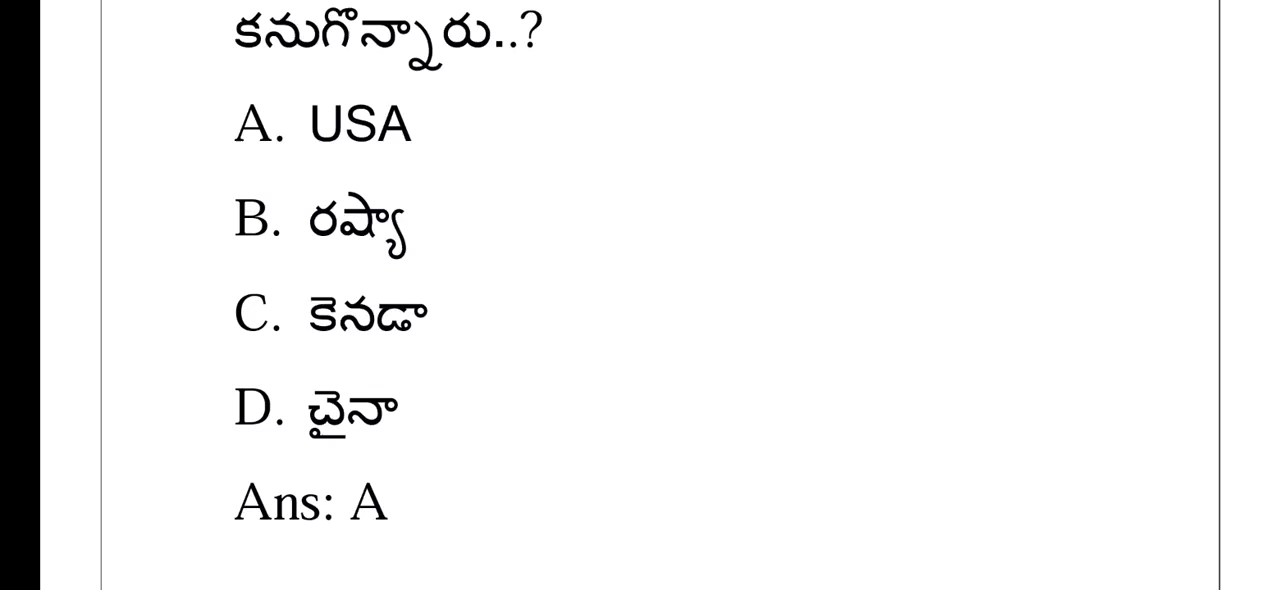 కనుగొన్నారు..?
A. USA
B. రష్యా
C. కెనడా
D. చైనా
Ans: A